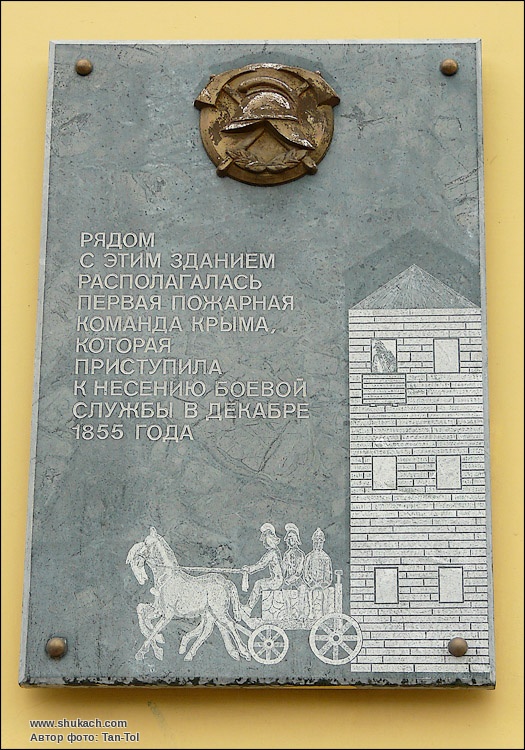 РЯДОМ
С ЭТИМ ЗДАНИЕМ
РАСПОЛАГАЛАСЬ
ПЕРВАЯ ПОЖАРНАЯ
КОМАНДА КРЫМА,
КОТОРАЯ
ПРИСТУПИЛА
К НЕСЕНИЮ БОЕВОЙ
СЛУЖБЫ В ДЕКАБРЕ
1855 ГОДА
www.shukach.com
Автор фото: Tan-Tol